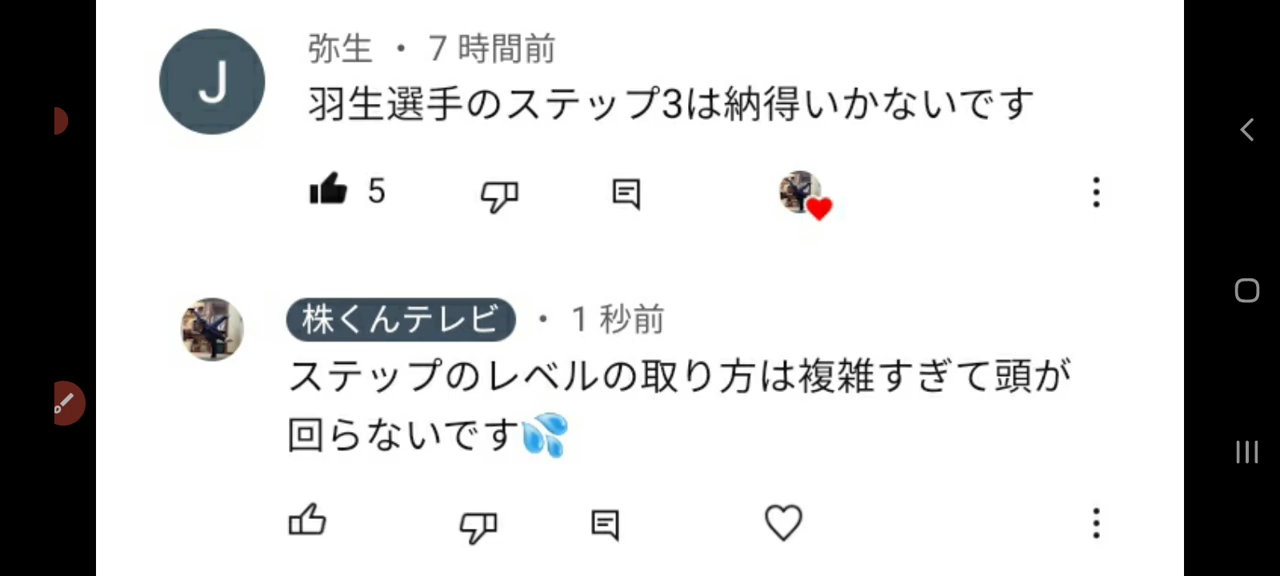 J
弥生 ・ 7 時間前
羽生選手のステップ3は納得いかないです
5
株くんテレビ ・ 1 秒前
ステップのレベルの取り方は複雑すぎて頭が
回らないです💦